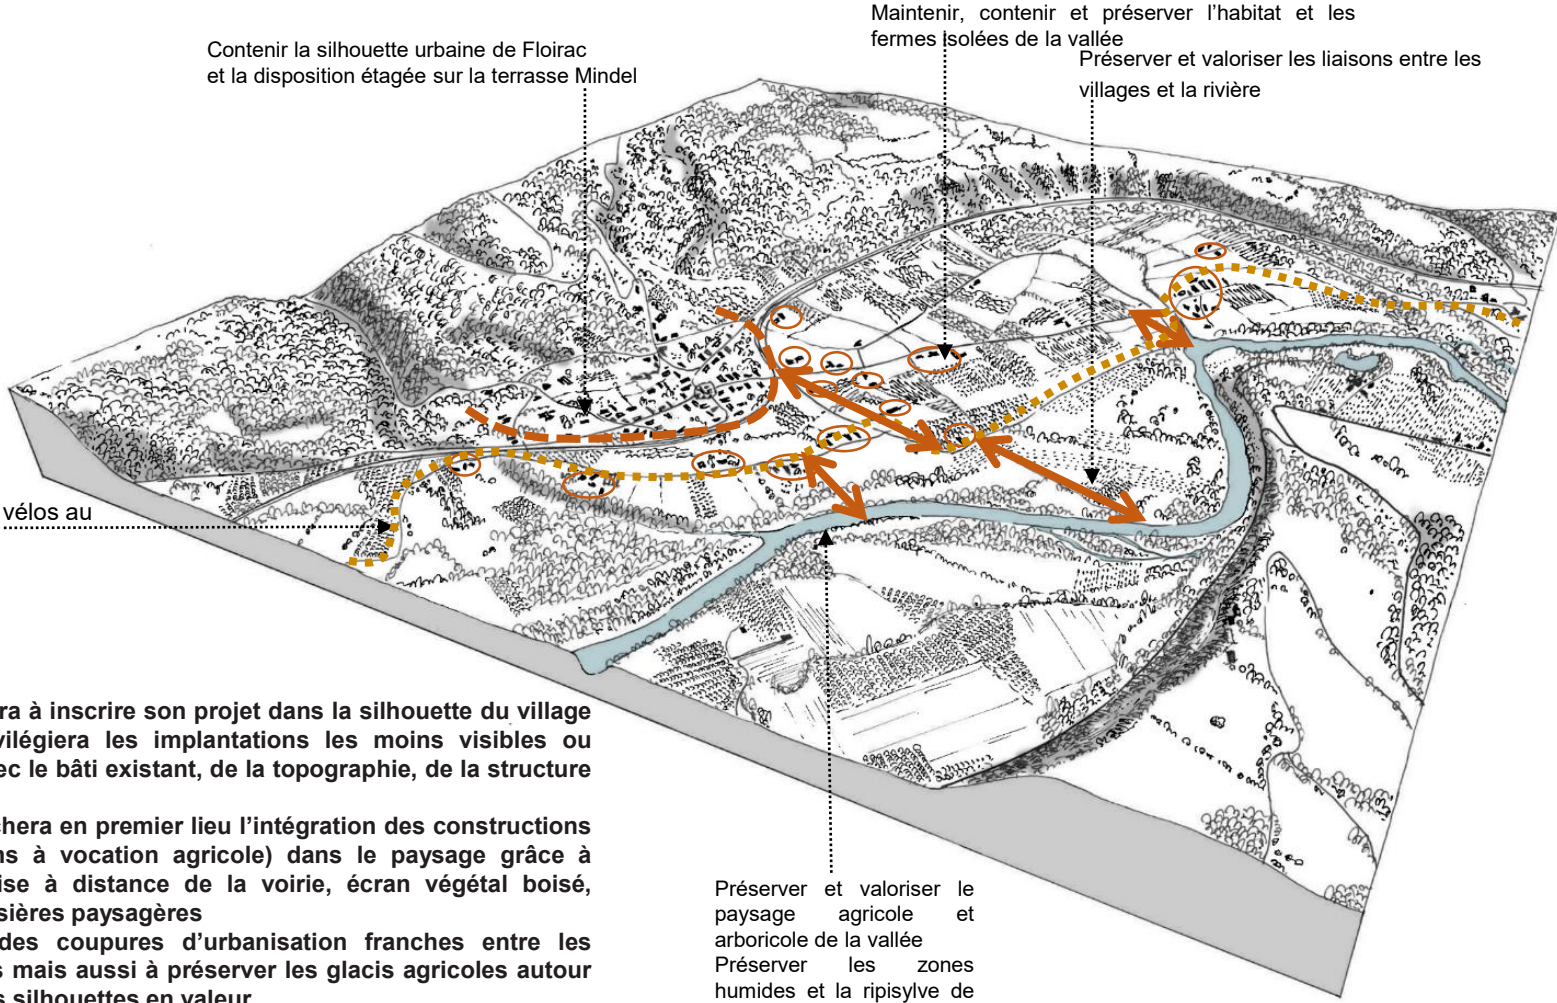 Maintenir, contenir et préserver l’habitat et les
fermes isolées de la vallée
Contenir la silhouette urbaine de Floirac
et la disposition étagée sur la terrasse Mindel
Préserver et valoriser les liaisons entre les
villages et la rivière
vélos au
ra à inscrire son projet dans la silhouette du village
vilégiera les implantations les moins visibles ou
ec le bâti existant, de la topographie, de la structure
chera en premier lieu l’intégration des constructions
ns à vocation agricole) dans le paysage grâce à
ise à distance de la voirie, écran végétal boisé,
sières paysagères
des coupures d’urbanisation franches entre les
s mais aussi à préserver les glacis agricoles autour
s silhouettes en valeur
Préserver et valoriser le
paysage agricole et
arboricole de la vallée
Préserver les zones
humides et la ripisylve de